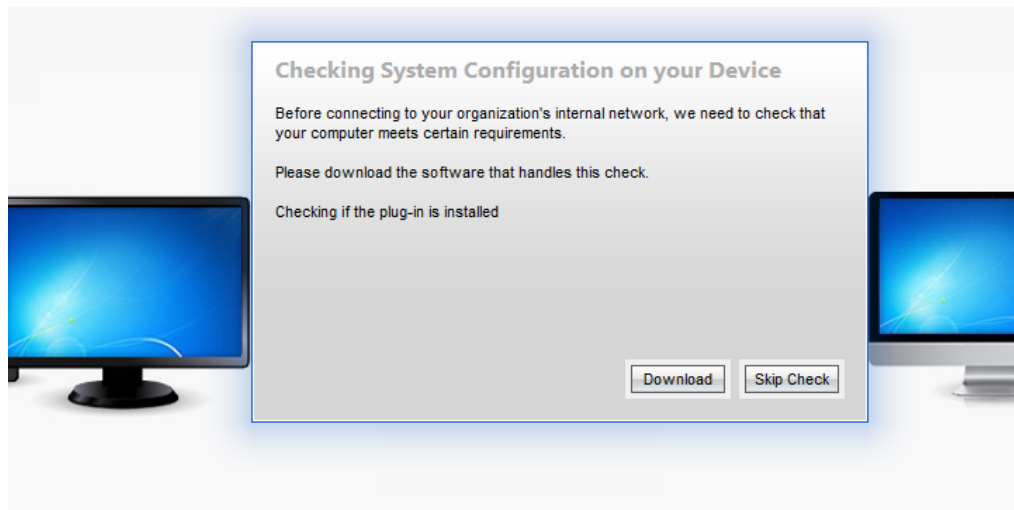 Checking System Configuration on your Device
Before connecting to your organization's internal network, we need to check that
your computer meets certain requirements.
Please download the software that handles this check.
Checking if the plug-in is installed
Download Skip Check